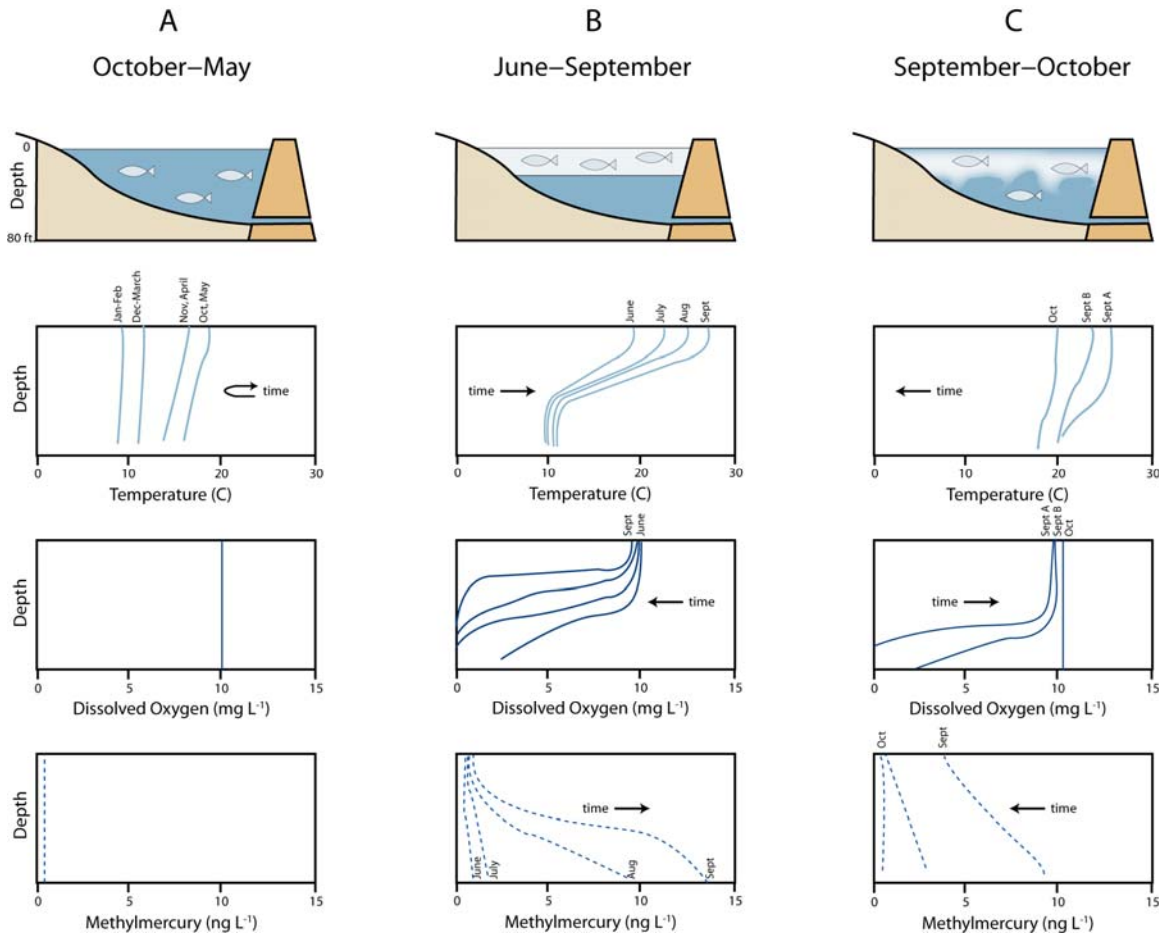 A
B
C
October–May
June–September
September–October
0
Depth
80 ft.
Jan-Feb
Dec-March
Nov, April
Oct, May
June
July
Aug
Sept
Oct
Sept B
Sept A
Depth
time
time
time
0
10
20
30
0
10
20
30
0
10
20
30
Temperature (C)
Temperature (C)
Temperature (C)
Sept
June
Sept A
Sept B
Oct
Depth
time
time
0
5
10
15
0
5
10
15
0
5
10
15
Dissolved Oxygen (mg L⁻¹)
Dissolved Oxygen (mg L⁻¹)
Dissolved Oxygen (mg L⁻¹)
Oct
Sept
Depth
time
time
June
July
Aug
Sept
0
5
10
15
0
5
10
15
0
5
10
15
Methylmercury (ng L⁻¹)
Methylmercury (ng L⁻¹)
Methylmercury (ng L⁻¹)